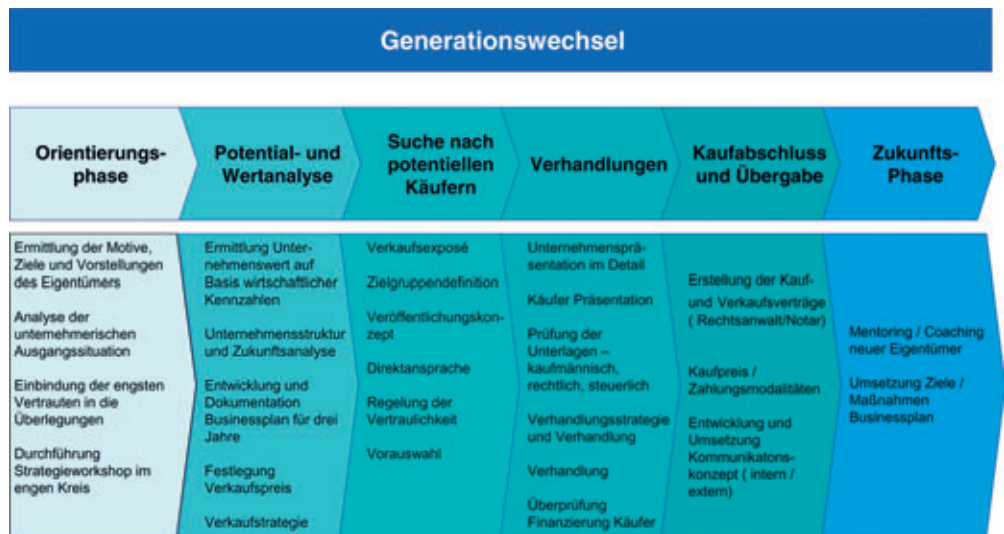 Generationswechsel
Orientierungs-
phase
Potential- und
Wertanalyse
Suche nach
potentiellen
Käufern
Verhandlungen
Kaufabschluss
und Übergabe
Zukunfts-
Phase
Ermittlung der Motive,
Ziele und Vorstellungen
des Eigentümers
Analyse der
unternehmerischen
Ausgangssituation
Einbindung der engsten
Vertrauten in die
Überlegungen
Durchführung
Strategieworkshop im
engen Kreis
Ermittlung Unter-
nehmenswert auf
Basis wirtschaftlicher
Kennzahlen
Unternehmensstruktur
und Zukunftsanalyse
Entwicklung und
Dokumentation
Businessplan für drei
Jahre
Festlegung
Verkaufspreis
Verkaufstrategie
Verkaufsexposé
Zielgruppendefinition
Veröffentlichungskon-
zept
Direktansprache
Regelung der
Vertraulichkeit
Vorauswahl
Unternehmensprä-
sentation im Detail
Käufer Präsentation
Prüfung der
Unterlagen –
kaufmännisch,
rechtlich, steuerlich
Verhandlungsstrategie
und Verhandlung
Verhandlung
Überprüfung
Finanzierung Käufer
Erstellung der Kauf-
und Verkaufsverträge
( Rechtsanwalt/Notar)
Kaufpreis /
Zahlungsmodalitäten
Entwicklung und
Umsetzung
Kommunikatons-
konzept ( intern /
extern)
Mentoring / Coaching
neuer Eigentümer
Umsetzung Ziele /
Maßnahmen
Businessplan